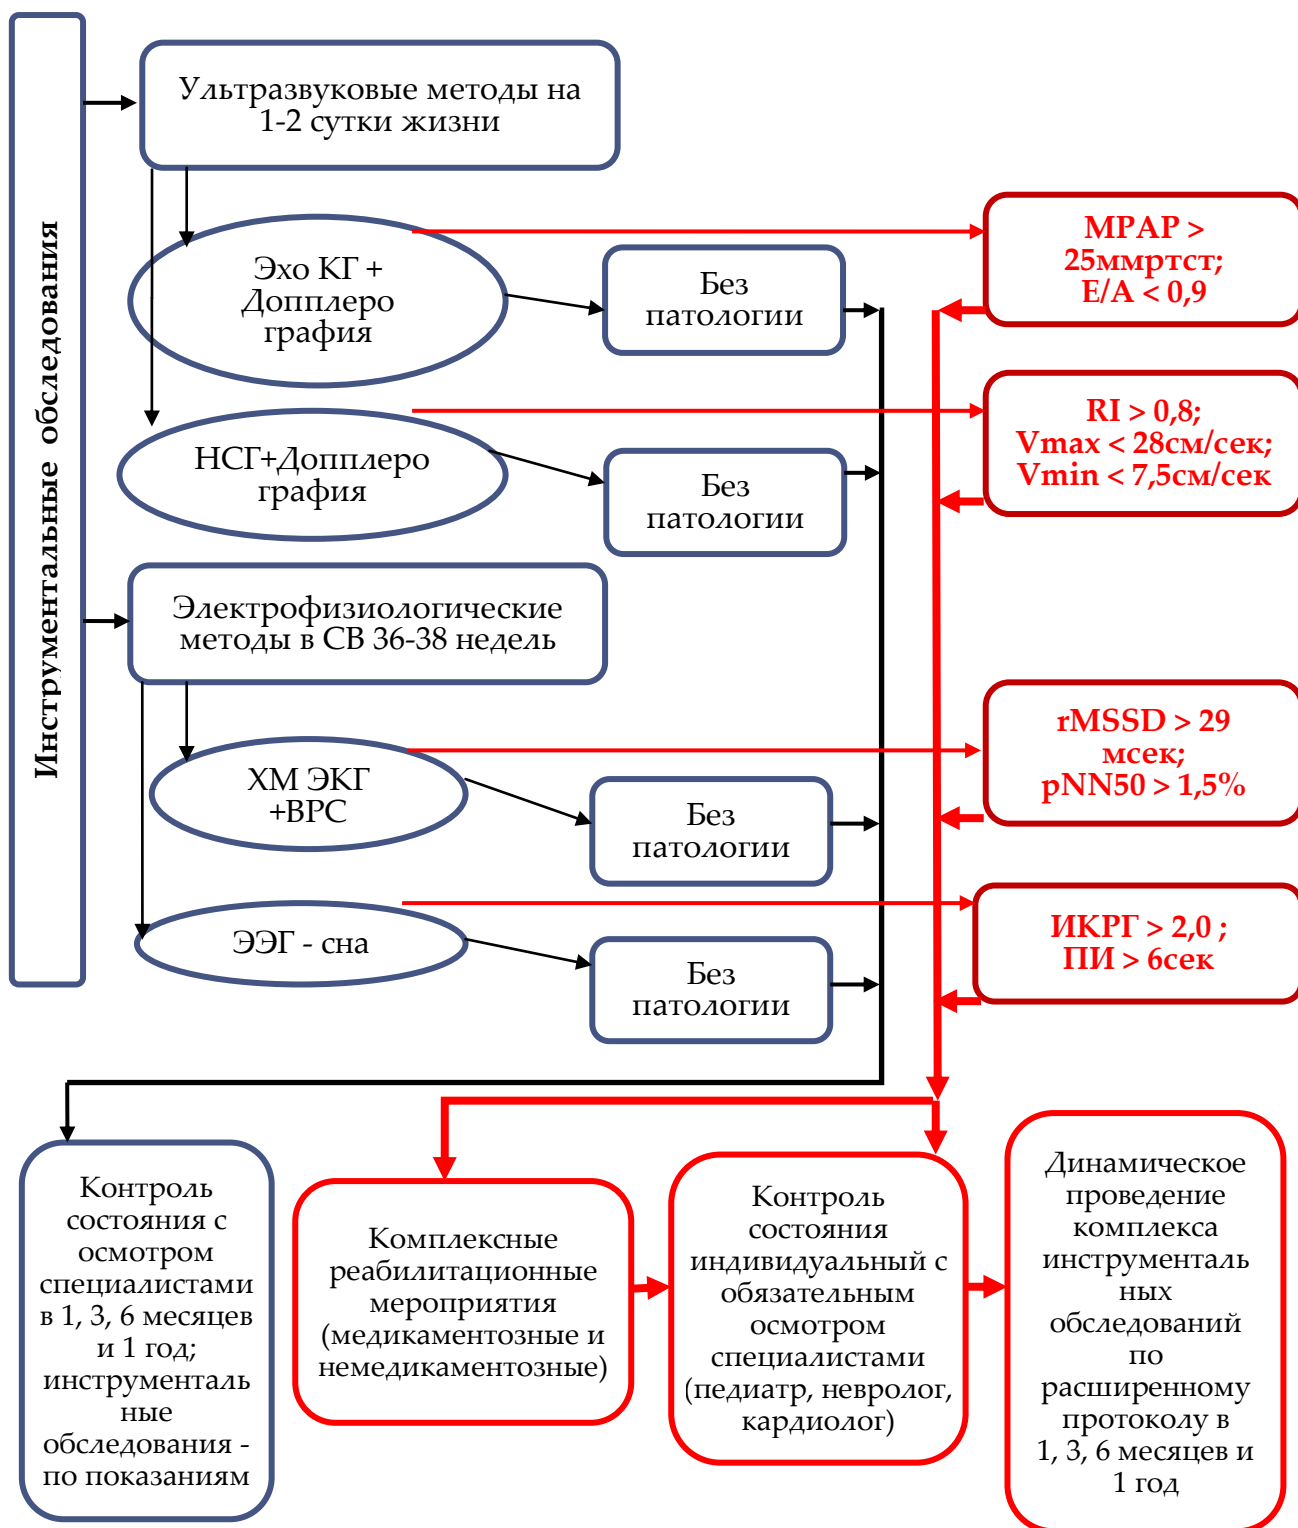 Инструментальные обследования
Ультразвуковые методы на
1-2 сутки жизни
Эхо КГ +
Допплеро
графия
Без
патологии
МРАР >
25ммртст;
Е/А < 0,9
НСГ+Допплеро
графия
Без
патологии
RI > 0,8;
Vmax < 28см/сек;
Vmin < 7,5см/сек
Электрофизиологические
методы в СВ 36-38 недель
ХМ ЭКГ
+ВРС
Без
патологии
rMSSD > 29
мсек;
pNN50 > 1,5%
ЭЭГ - сна
Без
патологии
ИКРГ > 2,0 ;
ПИ > 6сек
Контроль
состояния с
осмотром
специалистами
в 1, 3, 6 месяцев
и 1 год;
инструменталь
ные
обследования -
по показаниям
Комплексные
реабилитационные
мероприятия
(медикаментозные и
немедикаментозные)
Контроль
состояния
индивидуальный с
обязательным
осмотром
специалистами
(педиатр, невролог,
кардиолог)
Динамическое
проведение
комплекса
инструменталь
ных
обследований
по
расширенному
протоколу в
1, 3, 6 месяцев и
1 год